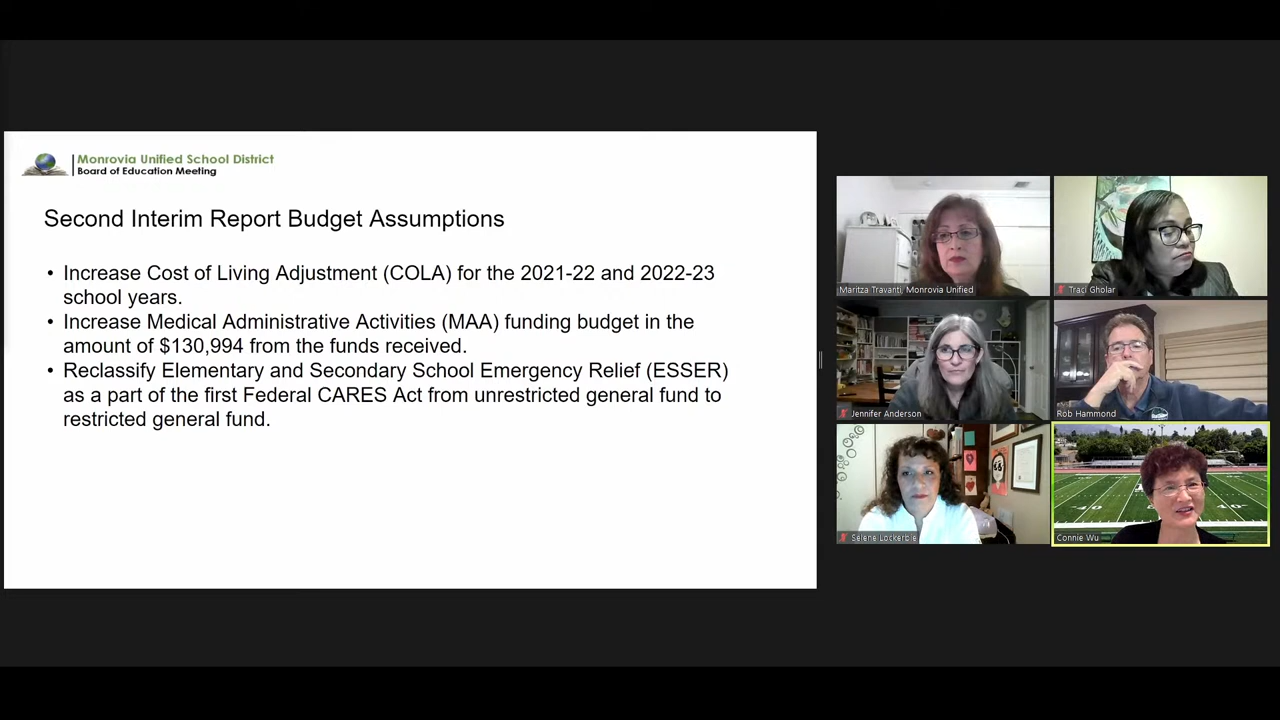 Monrovia Unified School District
Board of Education Meeting
Second Interim Report Budget Assumptions
• Increase Cost of Living Adjustment (COLA) for the 2021-22 and 2022-23
school years.
• Increase Medical Administrative Activities (MAA) funding budget in the
amount of $130,994 from the funds received.
• Reclassify Elementary and Secondary School Emergency Relief (ESSER)
as a part of the first Federal CARES Act from unrestricted general fund to
restricted general fund.
Maritza Travanti, Monrovia Unified
Traci Gholar
Jennifer Anderson
Rob Hammond
Selene Lockerbie
Connie Wu